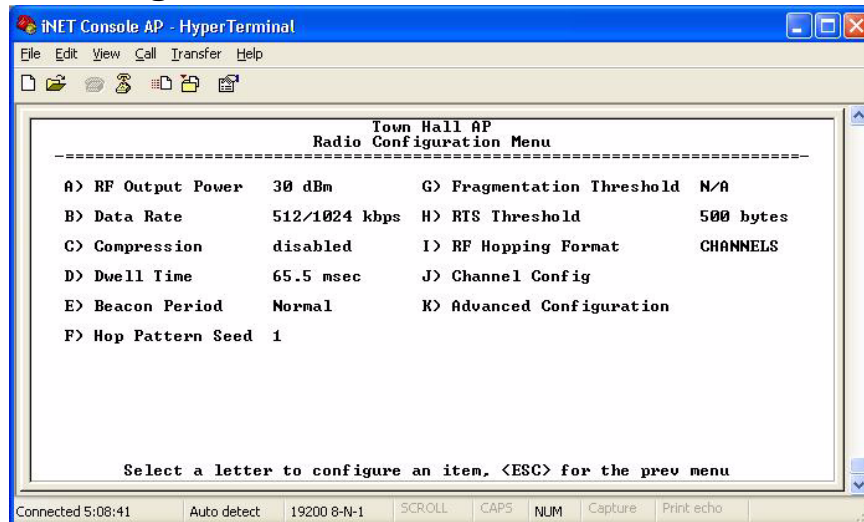 iNET Console AP - HyperTerminal
File Edit View Call Transfer Help
Town Hall AP
Radio Configuration Menu
-==========================================================================-
A) RF Output Power 30 dBm G) Fragmentation Threshold N/A
B) Data Rate 512/1024 kbps H) RTS Threshold 500 bytes
C) Compression disabled I) RF Hopping Format CHANNELS
D) Dwell Time 65.5 msec J) Channel Config
E) Beacon Period Normal K) Advanced Configuration
F) Hop Pattern Seed 1
Select a letter to configure an item, <ESC> for the prev menu
Connected 5:08:41 Auto detect 19200 8-N-1 SCROLL CAPS NUM Capture Print echo